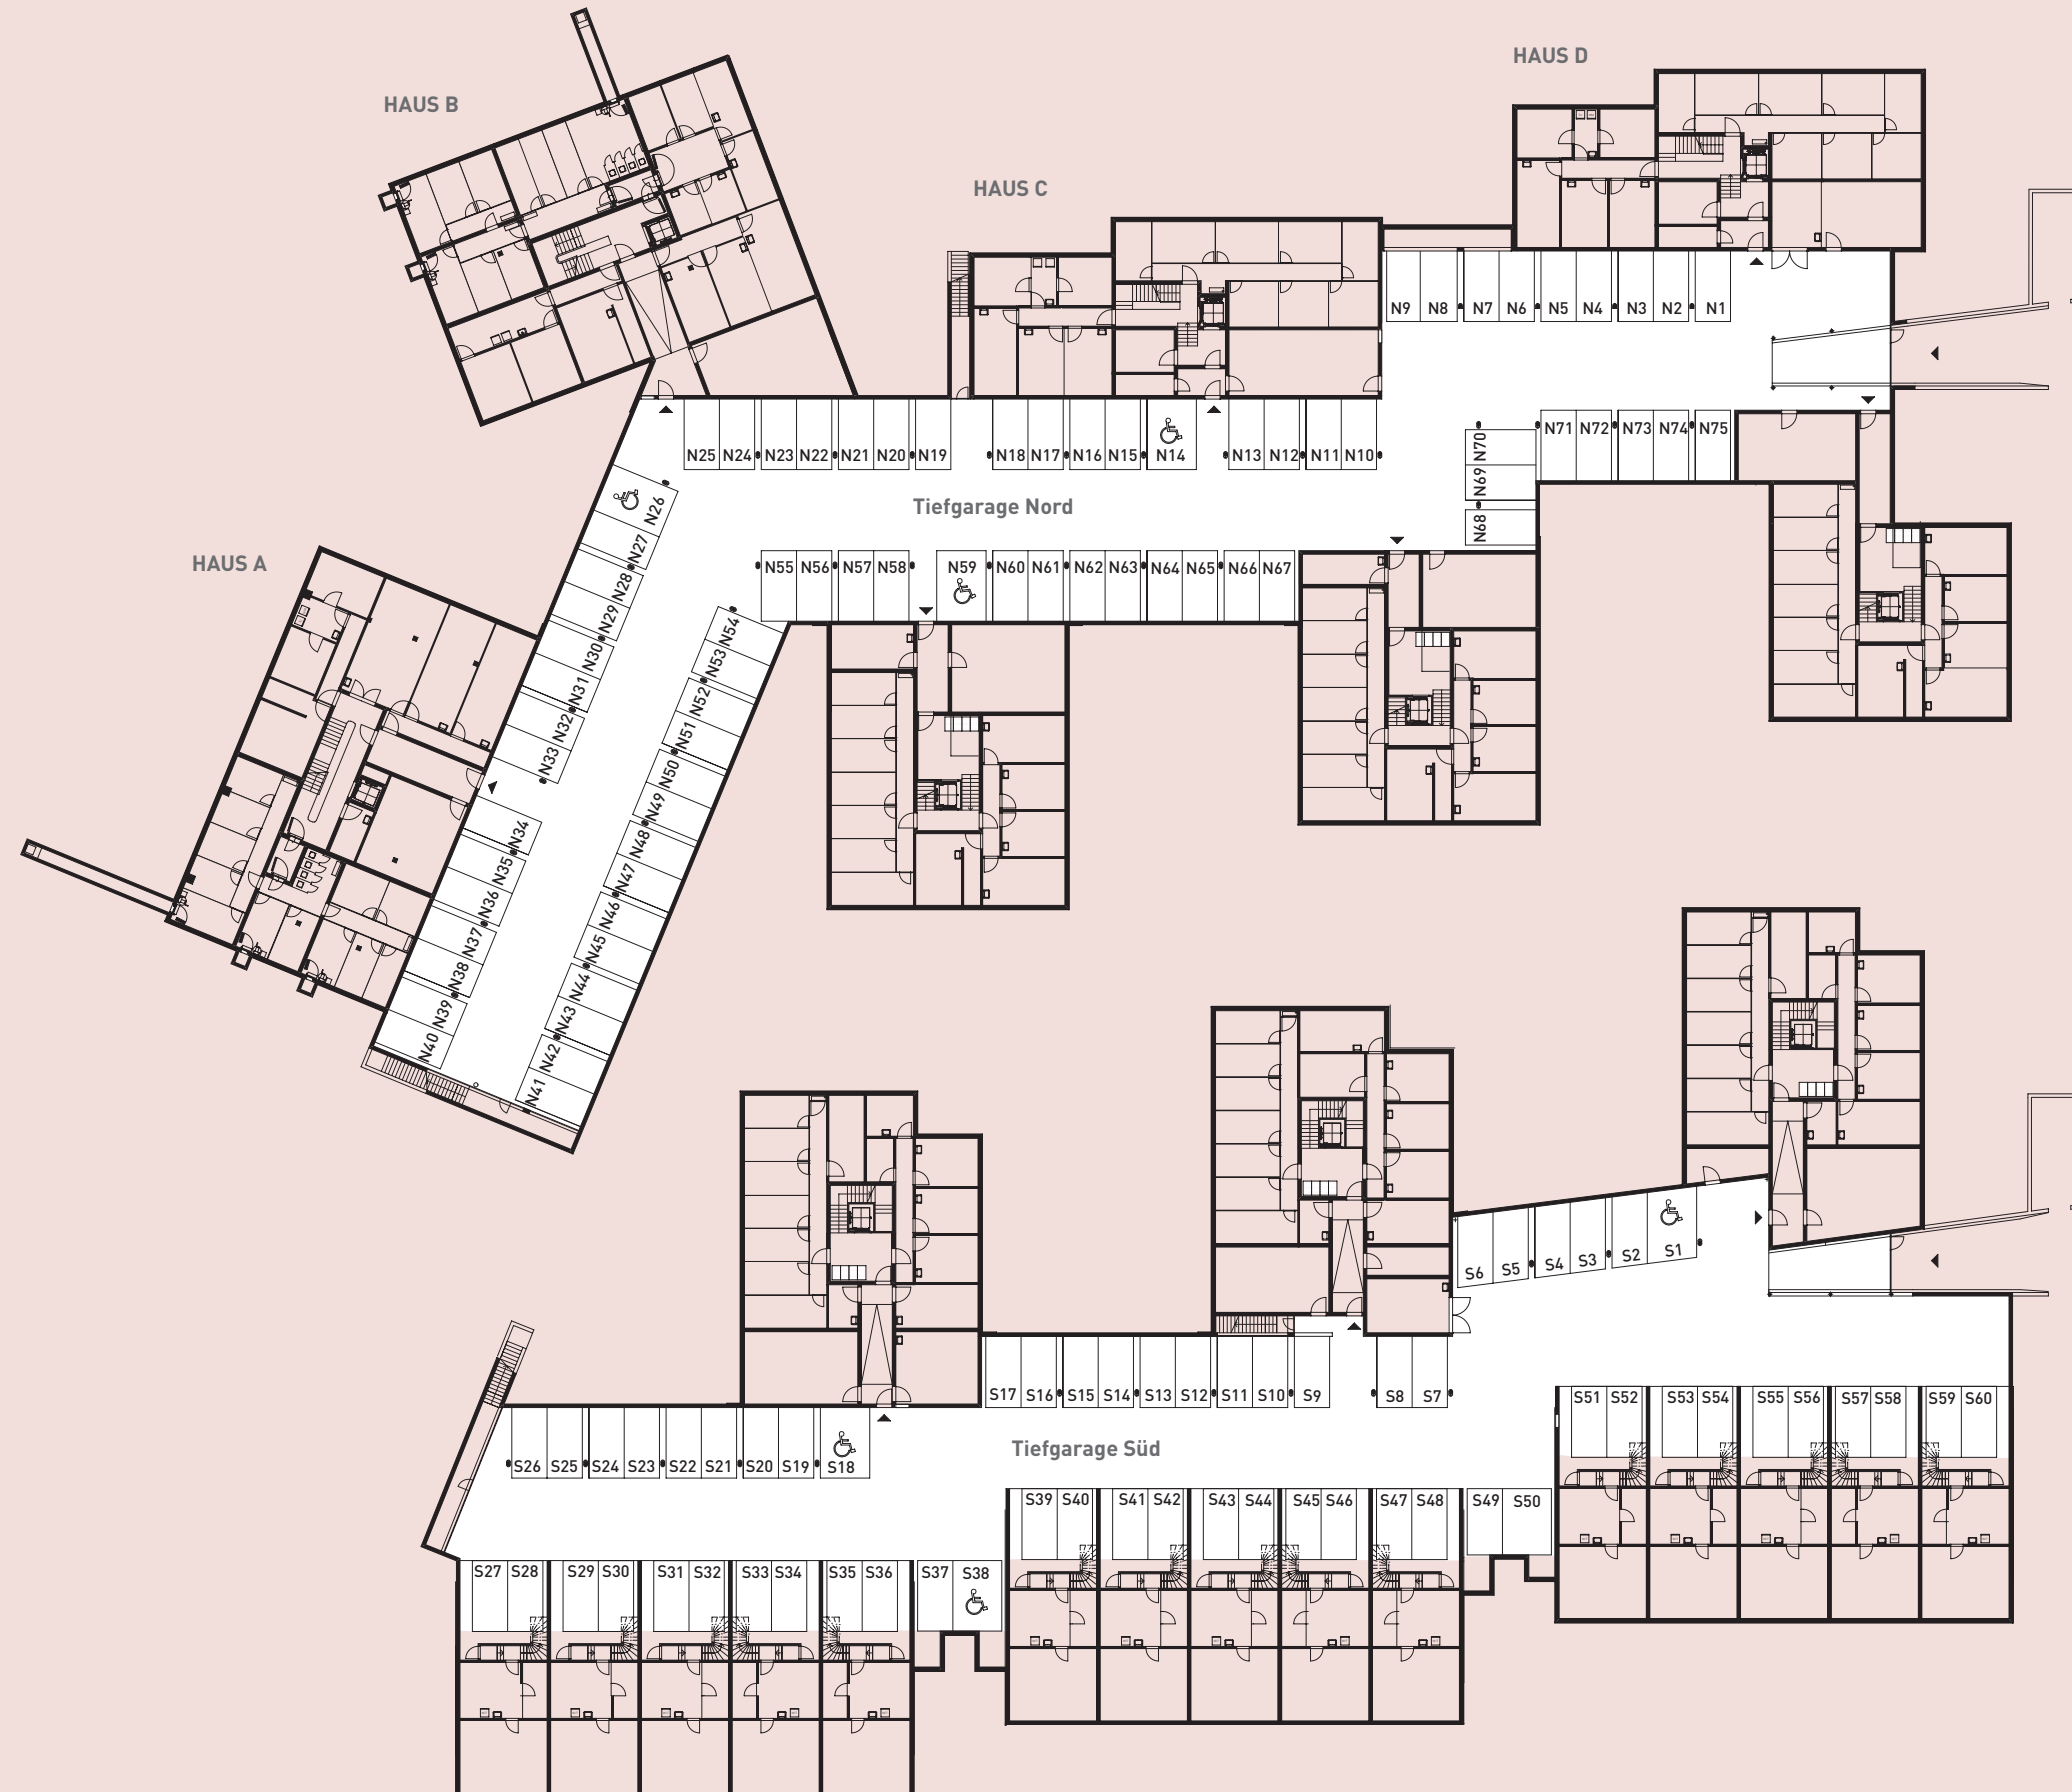 HAUS D
HAUS B
HAUS C
N9 N8 N7 N6 N5 N4 N3 N2 N1
N71 N72 N73 N74 N75
N70
N69
N68
N25 N24 N23 N22 N21 N20 N19 N18 N17 N16 N15 N14 N13 N12 N11 N10
Tiefgarage Nord
HAUS A
N55 N56 N57 N58 N59 N60 N61 N62 N63 N64 N65 N66 N67
N26
N27
N28
N29
N30
N31
N32
N33
N34
N35
N36
N37
N38
N39
N40
N54
N53
N52
N51
N50
N49
N48
N47
N46
N45
N44
N43
N42
N41
S6 S5 S4 S3 S2 S1
S17 S16 S15 S14 S13 S12 S11 S10 S9 S8 S7
S51 S52 S53 S54 S55 S56 S57 S58 S59 S60
Tiefgarage Süd
S26 S25 S24 S23 S22 S21 S20 S19 S18
S39 S40 S41 S42 S43 S44 S45 S46 S47 S48 S49 S50
S27 S28 S29 S30 S31 S32 S33 S34 S35 S36 S37 S38